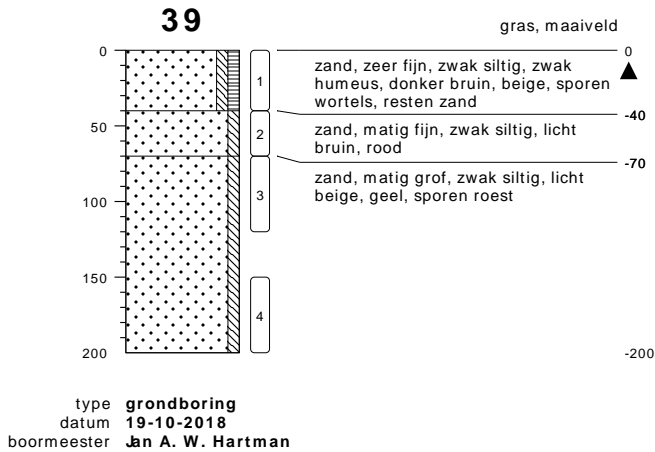 39
gras, maaiveld
0
0
zand, zeer fijn, zwak siltig, zwak
humeus, donker bruin, beige, sporen
wortels, resten zand
1
-40
50
2
zand, matig fijn, zwak siltig, licht
bruin, rood
-70
3
zand, matig grof, zwak siltig, licht
beige, geel, sporen roest
100
150
4
200
-200
type grondboring
datum 19-10-2018
boormeester Jan A. W. Hartman